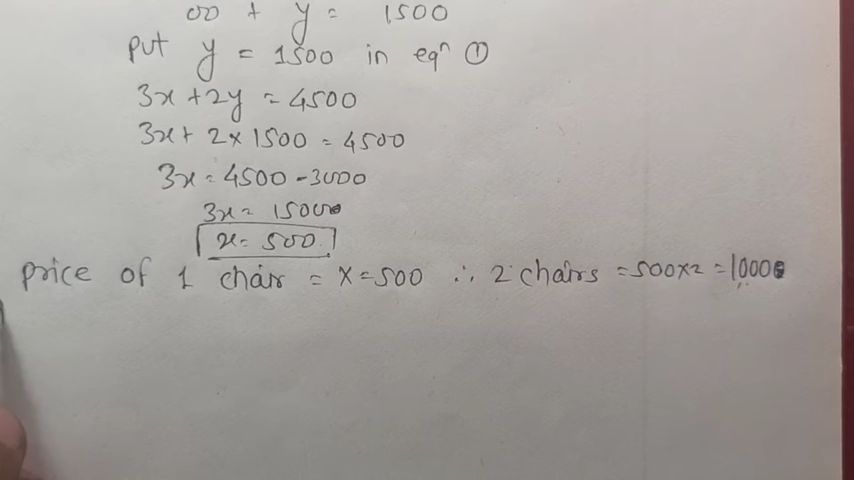 00 + y = 1500
put y = 1500 in eqn ①
3x + 2y = 4500
3x + 2 × 1500 = 4500
3x = 4500 - 3000
3x = 1500
x = 500
price of 1 chair = x = 500 ∴ 2 chairs = 500×2 = 1000